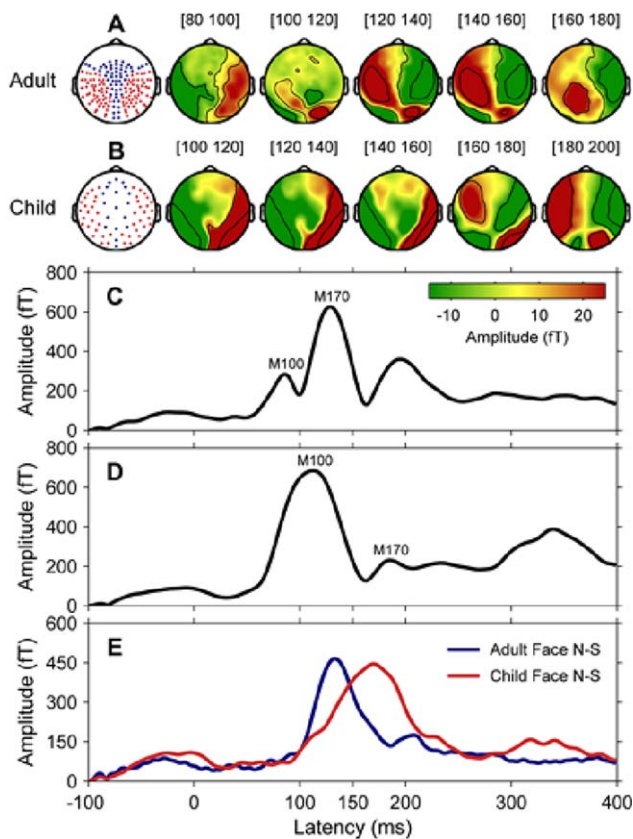 A [80 100] [100 120] [120 140] [140 160] [160 180]
Adult
B [100 120] [120 140] [140 160] [160 180] [180 200]
Child
800
C
M170
600
-10 0 10 20
Amplitude (fT)
400
M100
200
0
Amplitude (fT)
800
D
M100
600
400
M170
200
0
Amplitude (fT)
600
E
Adult Face N-S
Child Face N-S
450
300
150
0
Amplitude (fT)
-100 0 100 150 200 300 400
Latency (ms)